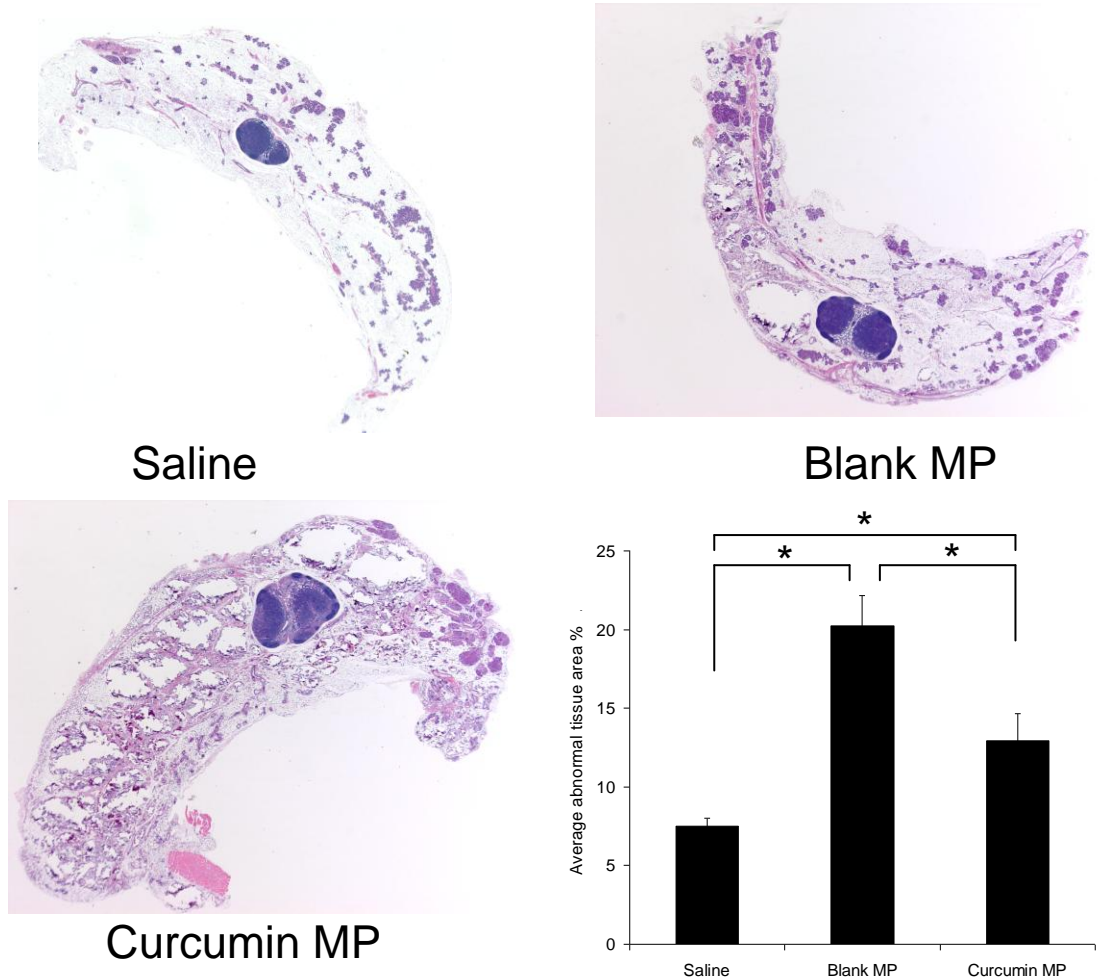 Saline
Blank MP
Curcumin MP
*
*
*
Average abnormal tissue area %
25
20
15
10
5
0
Saline
Blank MP
Curcumin MP